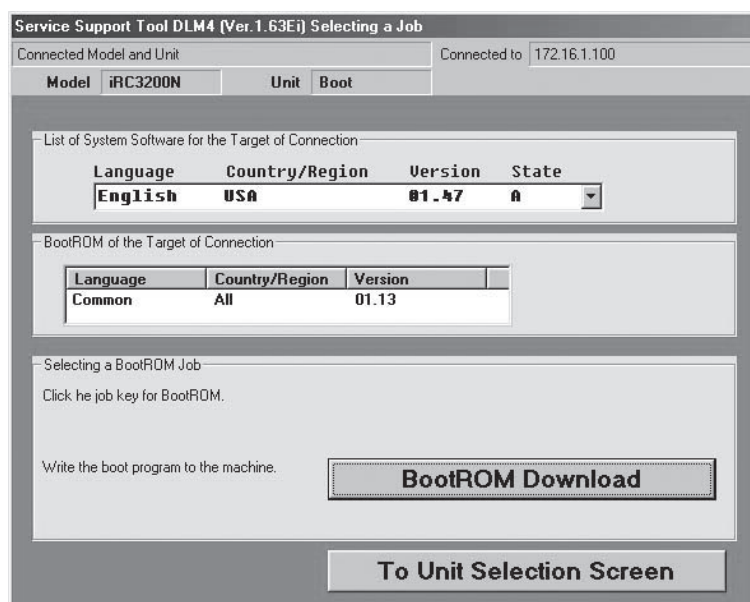 Service Support Tool DLM4 (Ver.1.63Ei) Selecting a Job
Connected Model and Unit Connected to 172.16.1.100
Model iRC3200N Unit Boot
List of System Software for the Target of Connection
Language Country/Region Version State
English USA 01.47 A
BootROM of the Target of Connection
Language Country/Region Version
Common All 01.13
Selecting a BootROM Job
Click he job key for BootROM.
Write the boot program to the machine. BootROM Download
To Unit Selection Screen